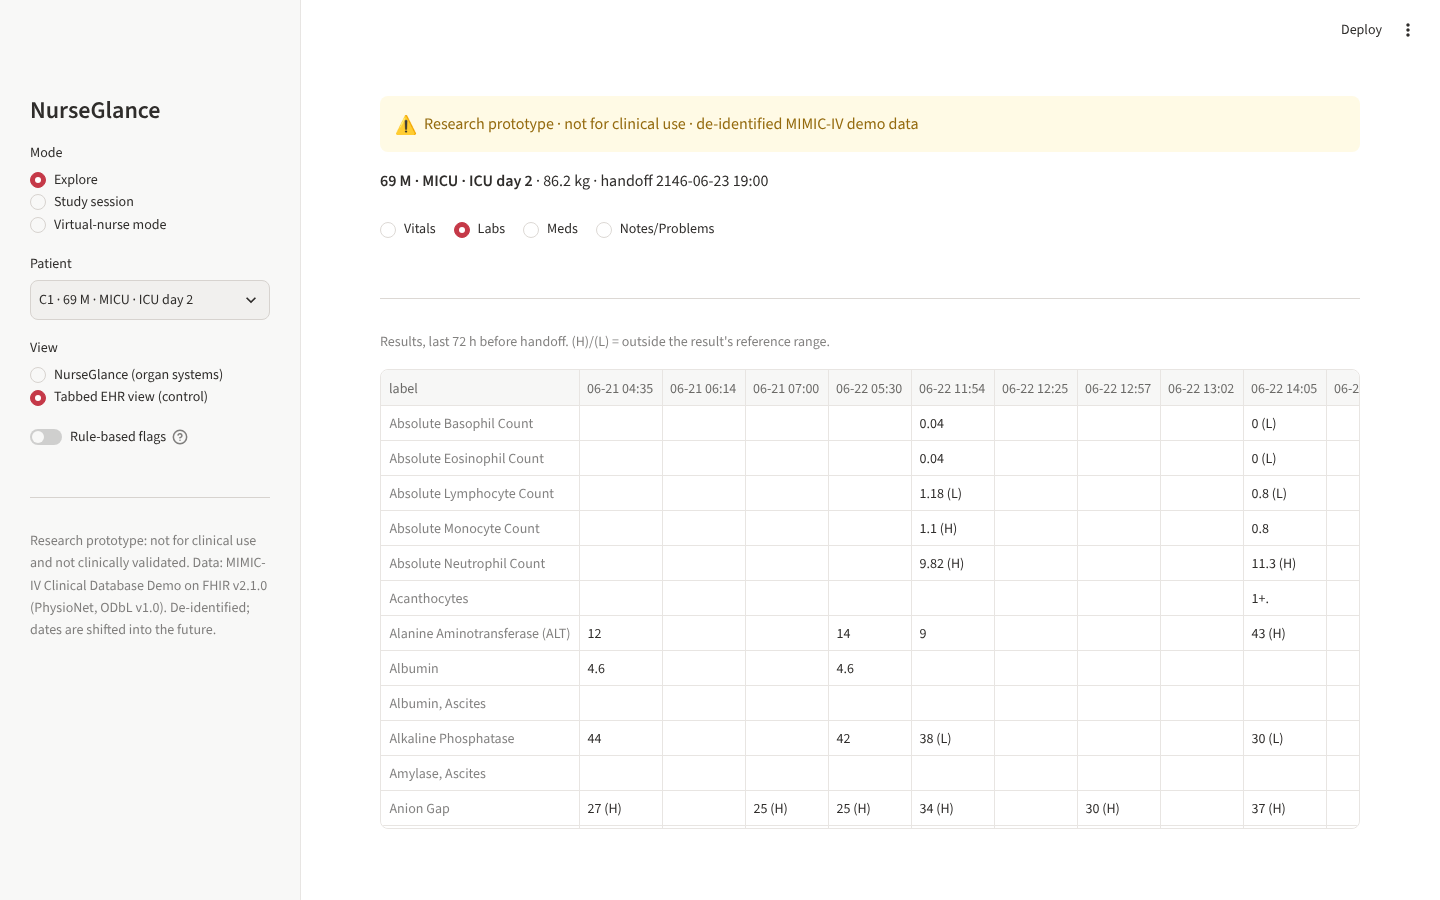 Deploy
NurseGlance
Mode
Explore
Study session
Virtual-nurse mode
Patient
C1 · 69 M · MICU · ICU day 2
View
NurseGlance (organ systems)
Tabbed EHR view (control)
Rule-based flags
Research prototype: not for clinical use
and not clinically validated. Data: MIMIC-
IV Clinical Database Demo on FHIR v2.1.0
(PhysioNet, ODbL v1.0). De-identified;
dates are shifted into the future.
⚠️ Research prototype · not for clinical use · de-identified MIMIC-IV demo data
69 M · MICU · ICU day 2 · 86.2 kg · handoff 2146-06-23 19:00
Vitals Labs Meds Notes/Problems
Results, last 72 h before handoff. (H)/(L) = outside the result's reference range.
label 06-21 04:35 06-21 06:14 06-21 07:00 06-22 05:30 06-22 11:54 06-22 12:25 06-22 12:57 06-22 13:02 06-22 14:05 06-2
Absolute Basophil Count 0.04 0 (L)
Absolute Eosinophil Count 0.04 0 (L)
Absolute Lymphocyte Count 1.18 (L) 0.8 (L)
Absolute Monocyte Count 1.1 (H) 0.8
Absolute Neutrophil Count 9.82 (H) 11.3 (H)
Acanthocytes 1+.
Alanine Aminotransferase (ALT) 12 14 9 43 (H)
Albumin 4.6 4.6
Albumin, Ascites
Alkaline Phosphatase 44 42 38 (L) 30 (L)
Amylase, Ascites
Anion Gap 27 (H) 25 (H) 25 (H) 34 (H) 30 (H) 37 (H)